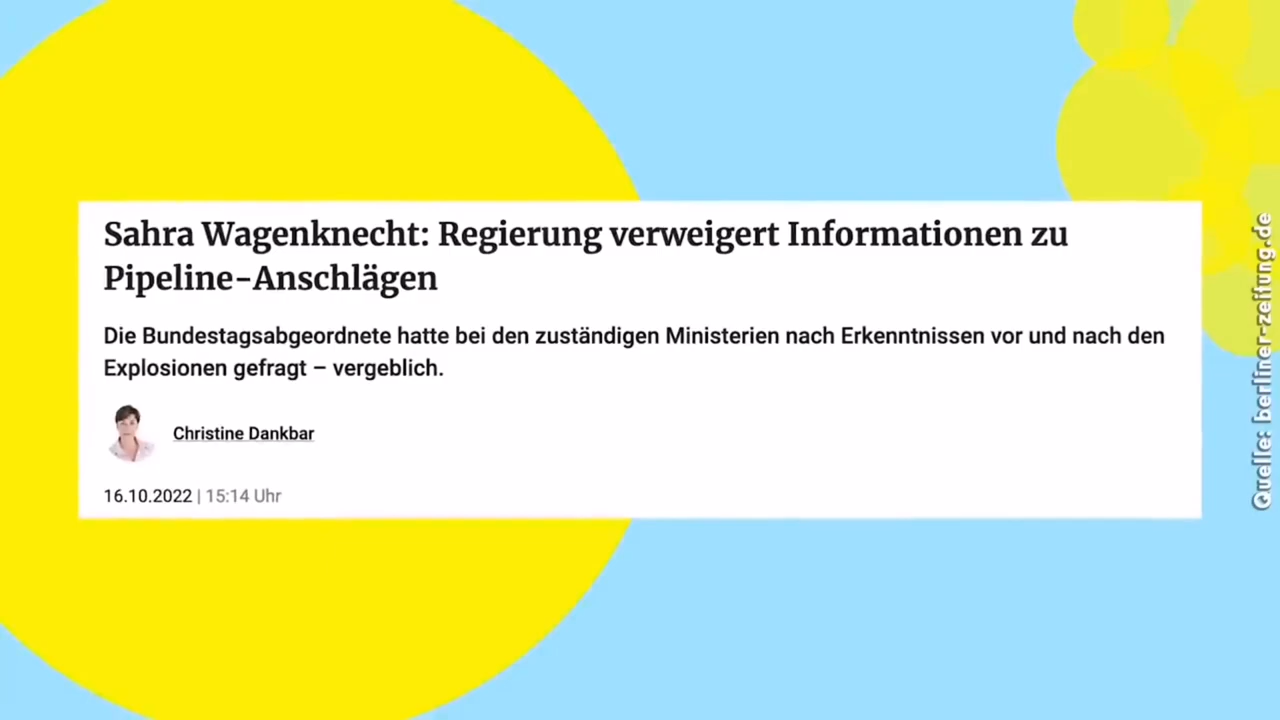 Sahra Wagenknecht: Regierung verweigert Informationen zu
Pipeline-Anschlägen
Die Bundestagsabgeordnete hatte bei den zuständigen Ministerien nach Erkenntnissen vor und nach den
Explosionen gefragt – vergeblich.
Christine Dankbar
16.10.2022 | 15:14 Uhr
Quelle: berliner-zeitung.de